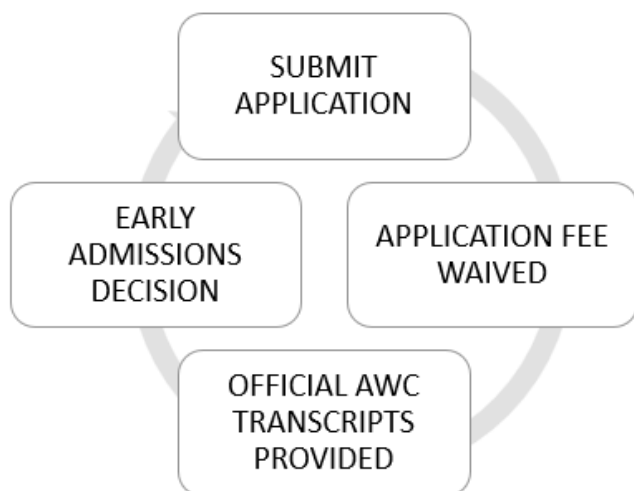 SUBMIT
APPLICATION
APPLICATION FEE
WAIVED
OFFICIAL AWC
TRANSCRIPTS
PROVIDED
EARLY
ADMISSIONS
DECISION